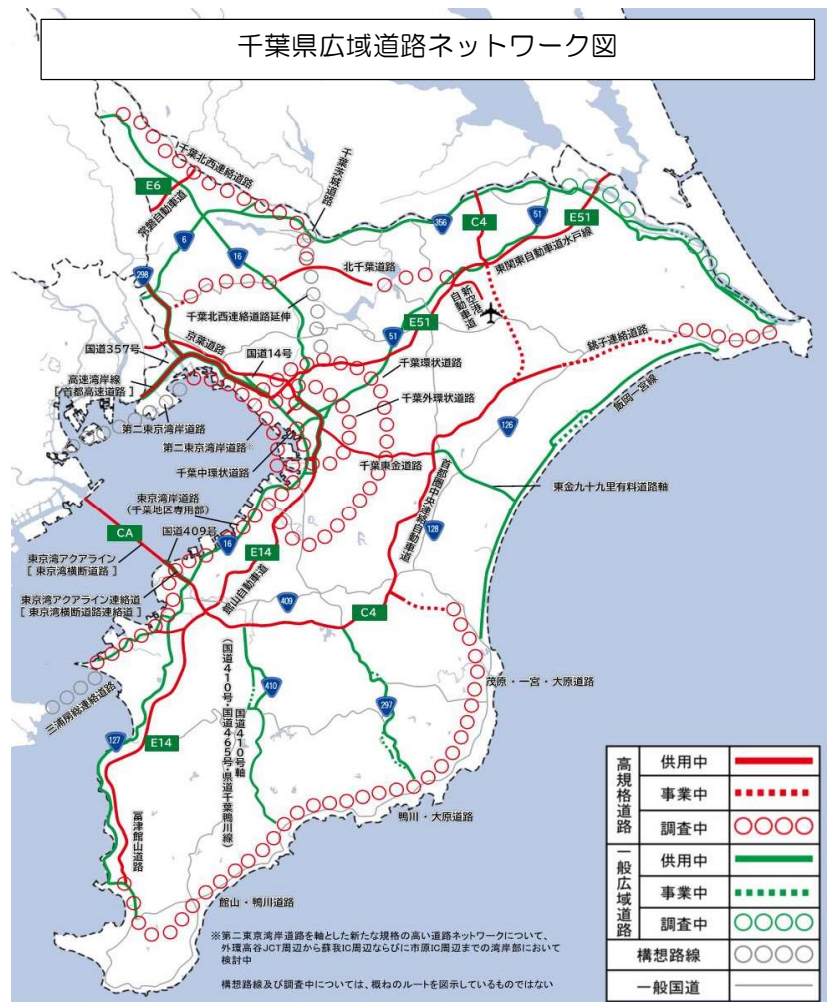 千葉県広域道路ネットワーク図
千葉北西連絡道路
千葉茨城道路
E6
常磐自動車道
6
16
356
C4
51
E51
東関東自動車道水戸線
298
北千葉道路
新空港自動車道
千葉北西連絡道路延伸
E51
51
京葉道路
国道357号
国道14号
高速湾岸線
[首都高速道路]
千葉環状道路
銚子連絡道路
千葉外環状道路
飯岡一宮線
第二東京湾岸道路
第二東京湾岸道路※
126
千葉中環状道路
千葉東金道路
首都圏中央連絡自動車道
東金九十九里有料道路軸
東京湾岸道路
(千葉地区専用部)
CA
国道409号
16
128
E14
東京湾アクアライン
[東京湾横断道路]
館山自動車道
東京湾アクアライン連絡道
[東京湾横断道路連絡道]
409
C4
国道410号軸
(国道410号・国道465号・県道千葉鴨川線)
410
297
茂原・一宮・大原道路
三浦房総連絡道路
127
E14
富津館山道路
鴨川・大原道路
館山・鴨川道路
※第二東京湾岸道路を軸とした新たな規格の高い道路ネットワークについて、
外環高谷JCT周辺から蘇我IC周辺ならびに市原IC周辺までの湾岸部において
検討中
構想路線及び調査中については、概ねのルートを図示しているものではない
高規格道路
供用中
事業中
調査中
一般広域道路
供用中
事業中
調査中
構想路線
一般国道